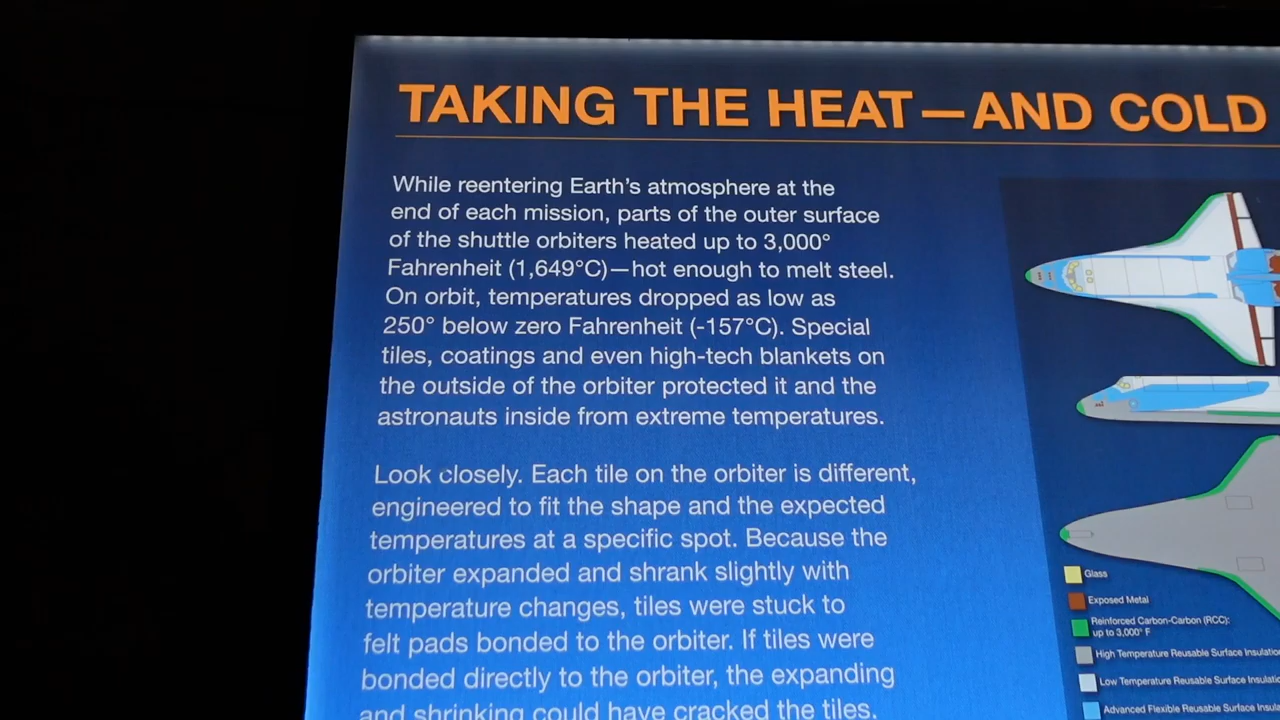 TAKING THE HEAT—AND COLD
While reentering Earth's atmosphere at the
end of each mission, parts of the outer surface
of the shuttle orbiters heated up to 3,000°
Fahrenheit (1,649°C)—hot enough to melt steel.
On orbit, temperatures dropped as low as
250° below zero Fahrenheit (-157°C). Special
tiles, coatings and even high-tech blankets on
the outside of the orbiter protected it and the
astronauts inside from extreme temperatures.
Look closely. Each tile on the orbiter is different,
engineered to fit the shape and the expected
temperatures at a specific spot. Because the
orbiter expanded and shrank slightly with
temperature changes, tiles were stuck to
felt pads bonded to the orbiter. If tiles were
bonded directly to the orbiter, the expanding
and shrinking could have cracked the tiles.
Glass
Exposed Metal
Reinforced Carbon-Carbon (RCC):
up to 3,000° F
High Temperature Reusable Surface
Low Temperature Reusable Surface
Advanced Flexible Reusable Surface